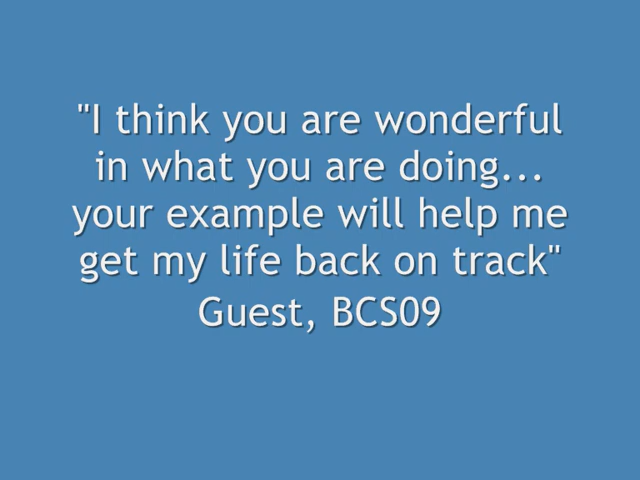 "I think you are wonderful
in what you are doing...
your example will help me
get my life back on track"
Guest, BCS09